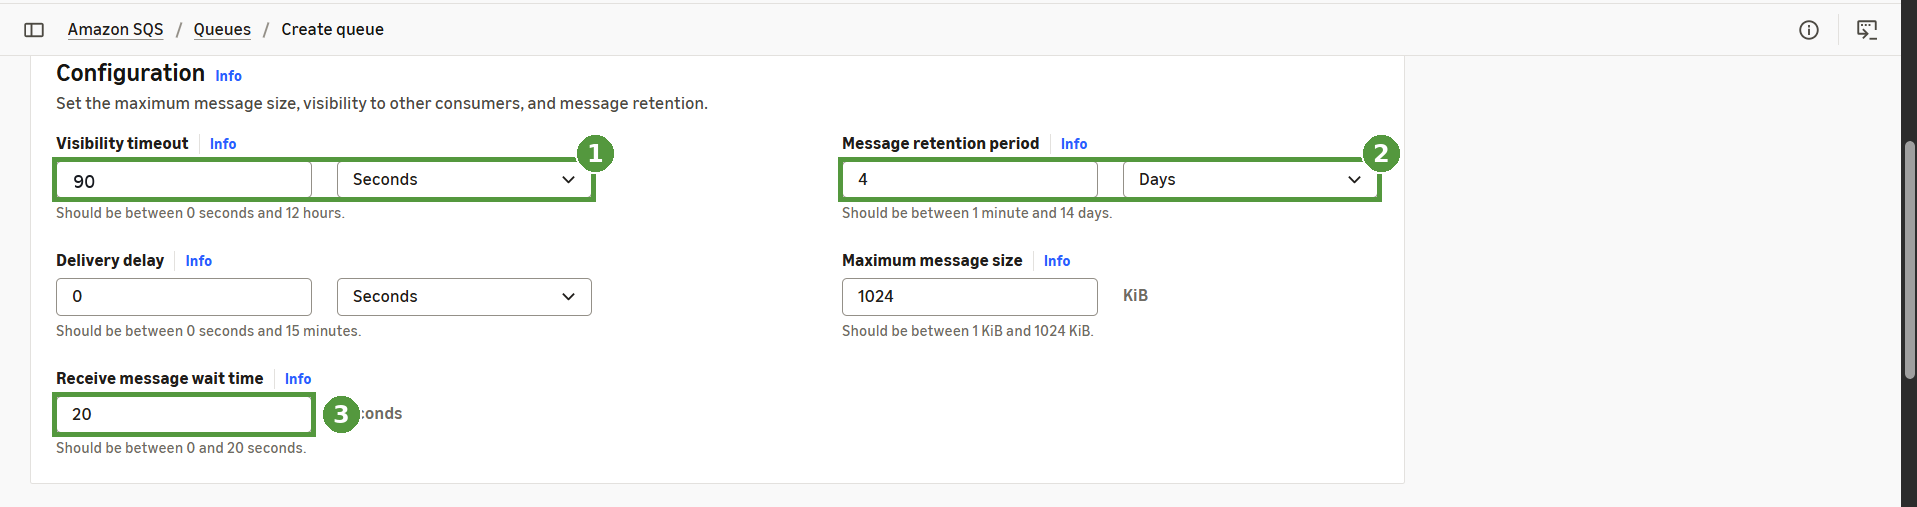 Amazon SQS / Queues / Create queue
Configuration Info
Set the maximum message size, visibility to other consumers, and message retention.
Visibility timeout Info
1
90 Seconds
Should be between 0 seconds and 12 hours.
Message retention period Info
2
4 Days
Should be between 1 minute and 14 days.
Delivery delay Info
0 Seconds
Should be between 0 seconds and 15 minutes.
Maximum message size Info
1024 KiB
Should be between 1 KiB and 1024 KiB.
Receive message wait time Info
20 3 conds
Should be between 0 and 20 seconds.